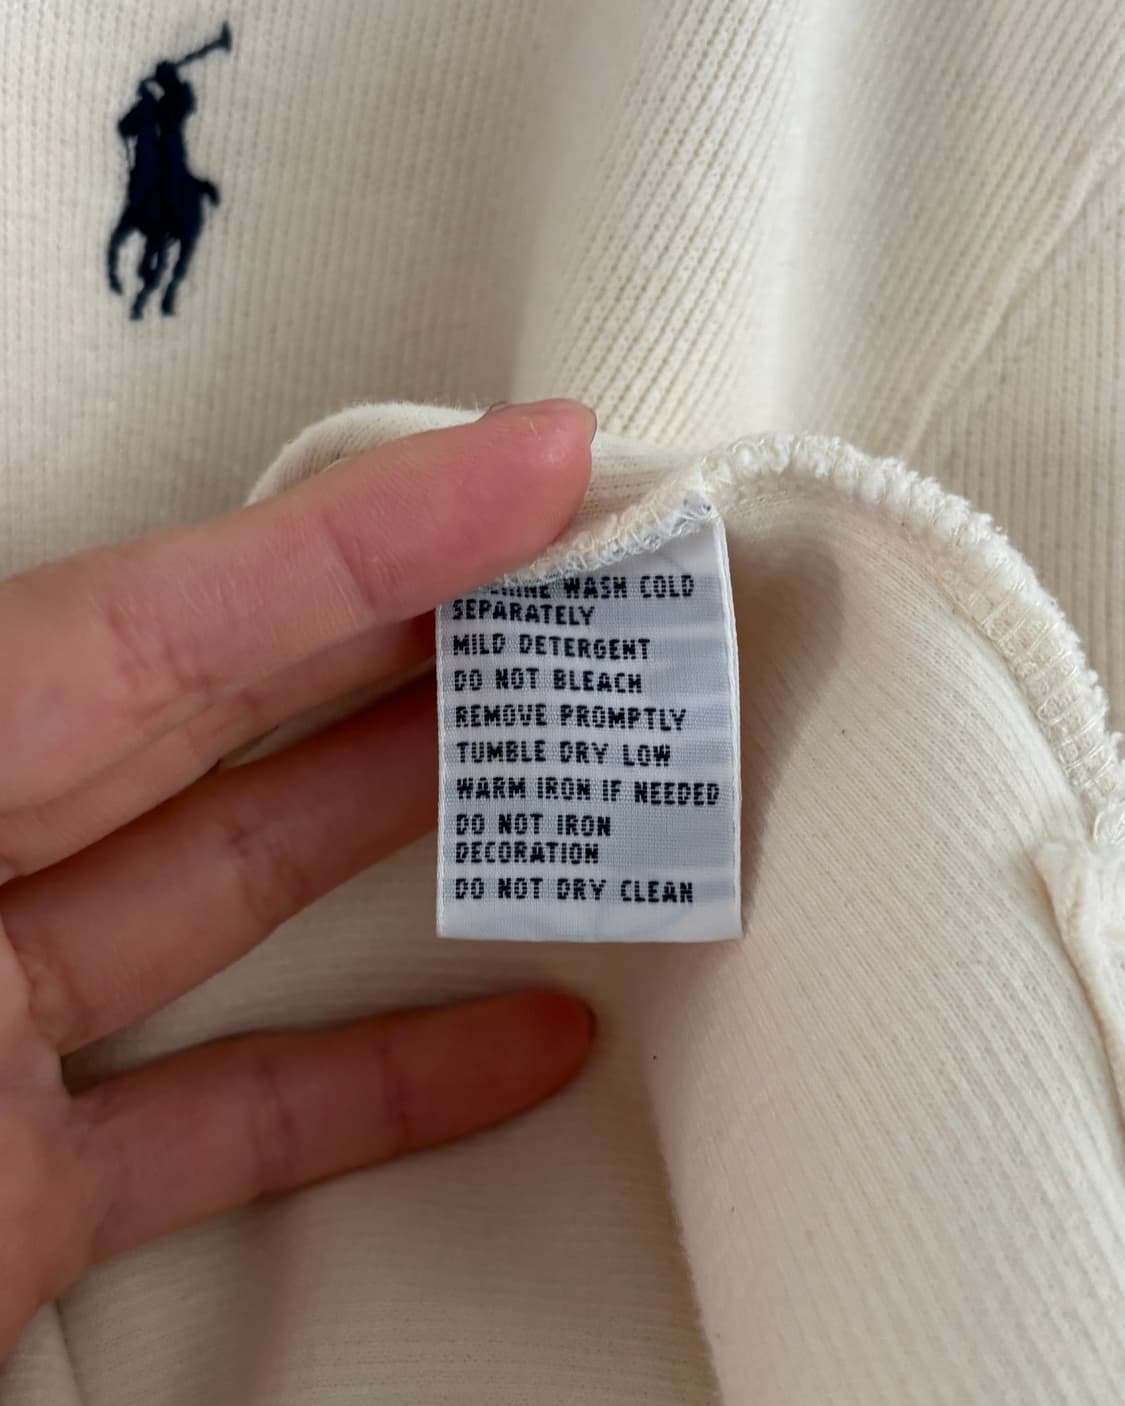 WASH COLD
SEPARATELY
MILD DETERGENT
DO NOT BLEACH
REMOVE PROMPTLY
TUMBLE DRY LOW
WARM IRON IF NEEDED
DO NOT IRON
DECORATION
DO NOT DRY CLEAN